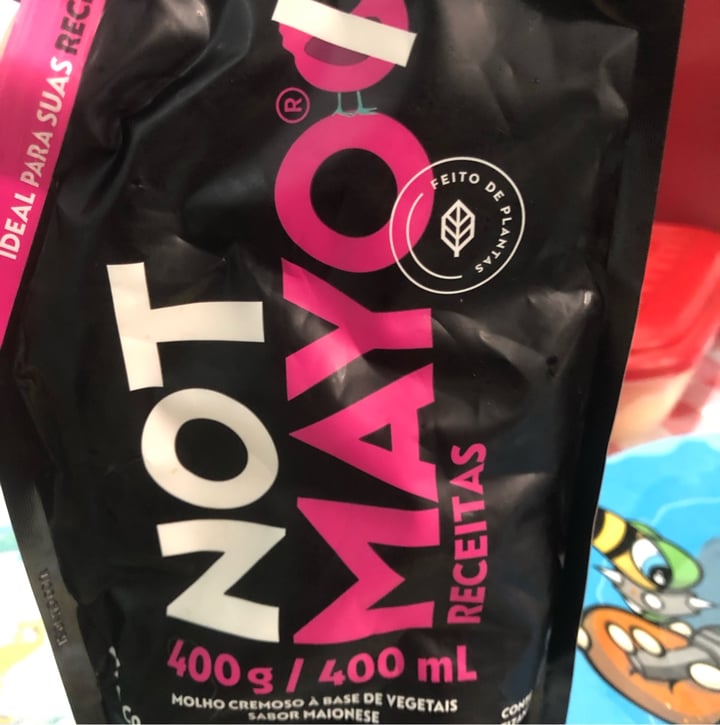 IDEAL PARA SUAS
NOT
MAYO
®
RECEITAS
FEITO DE PLANTAS
400 g / 400 mL
MOLHO CREMOSO À BASE DE VEGETAIS
SABOR MAIONESE